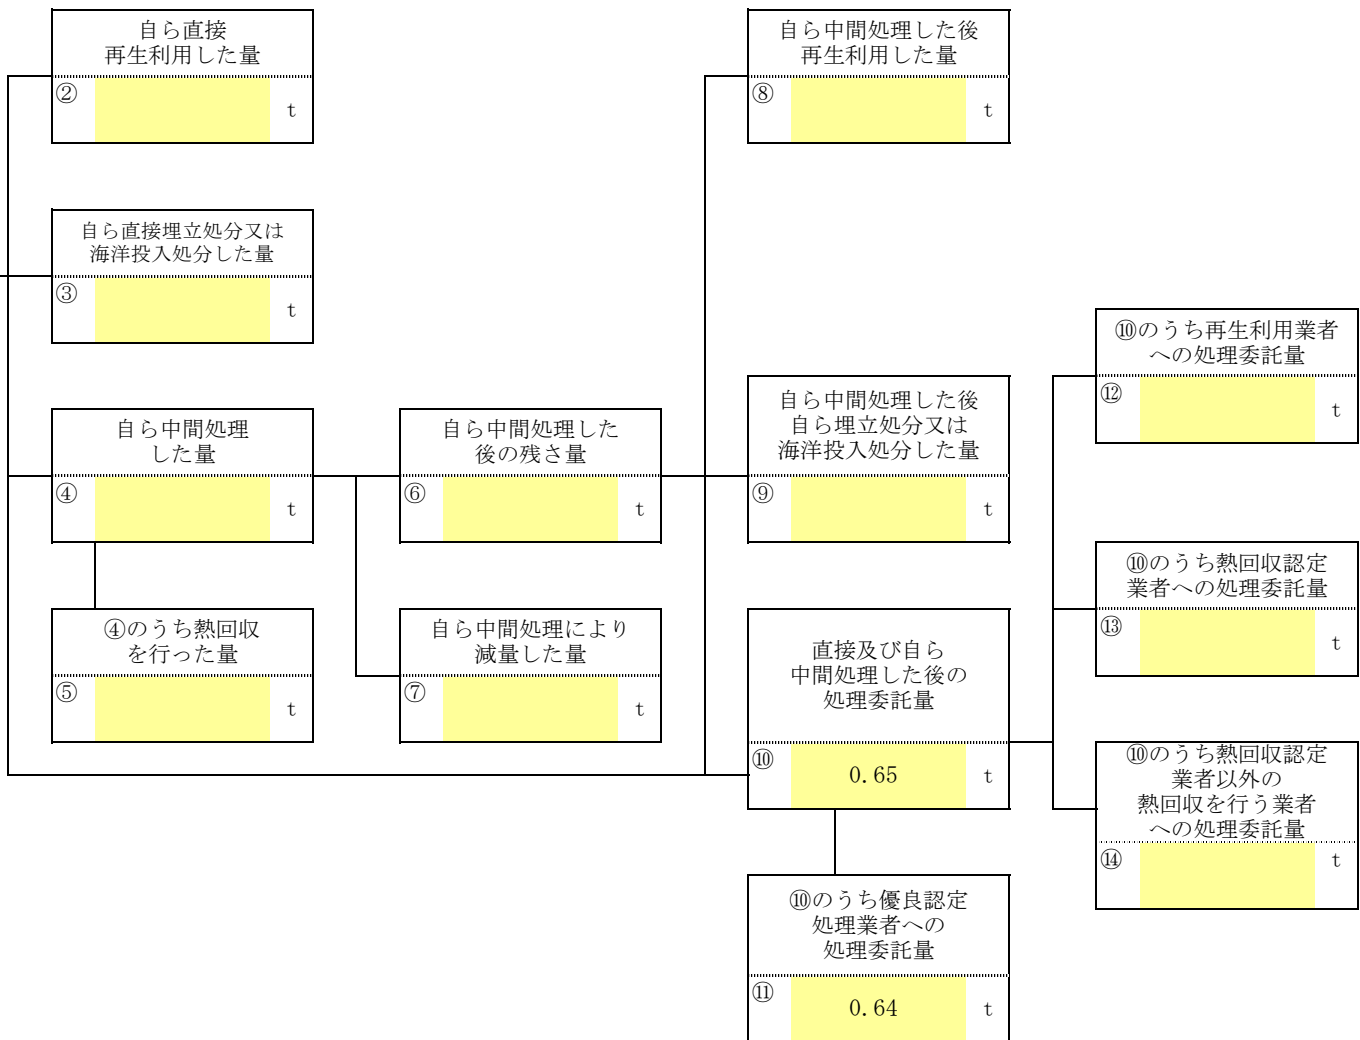 自ら直接
再生利用した量
② t
自ら中間処理した後
再生利用した量
⑧ t
自ら直接埋立処分又は
海洋投入処分した量
③ t
⑩のうち再生利用業者
への処理委託量
⑫ t
自ら中間処理
した量
④ t
自ら中間処理した
後の残さ量
⑥ t
自ら中間処理した後
自ら埋立処分又は
海洋投入処分した量
⑨ t
⑩のうち熱回収認定
業者への処理委託量
⑬ t
④のうち熱回収
を行った量
⑤ t
自ら中間処理により
減量した量
⑦ t
直接及び自ら
中間処理した後の
処理委託量
⑩ 0.65 t
⑩のうち熱回収認定
業者以外の
熱回収を行う業者
への処理委託量
⑭ t
⑩のうち優良認定
処理業者への
処理委託量
⑪ 0.64 t